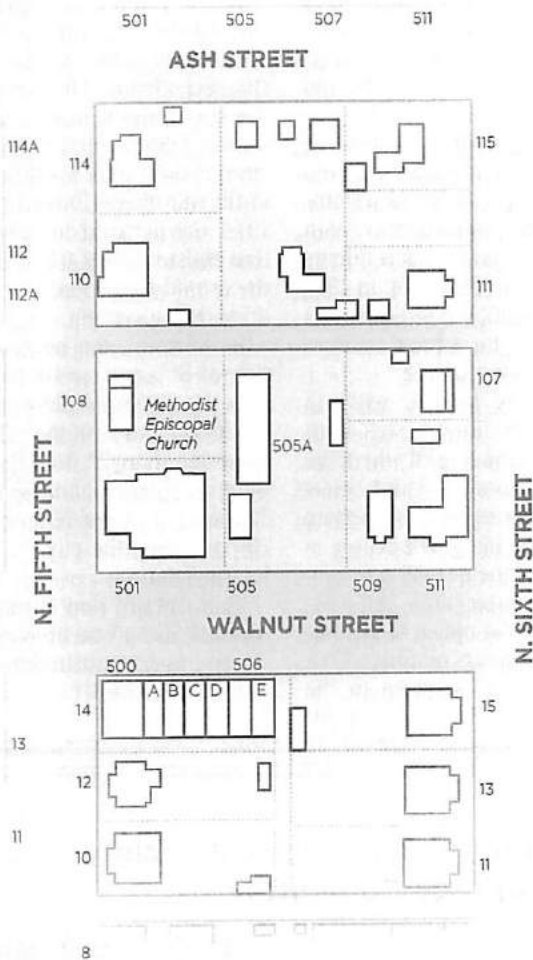 501 505 507 511
ASH STREET
114A 114 115
112 110 111
112A
108 Methodist Episcopal Church 505A 107
N. FIFTH STREET
N. SIXTH STREET
501 505 509 511
WALNUT STREET
500 506
A B C D E
14 15
13
12 13
11 10 11
8